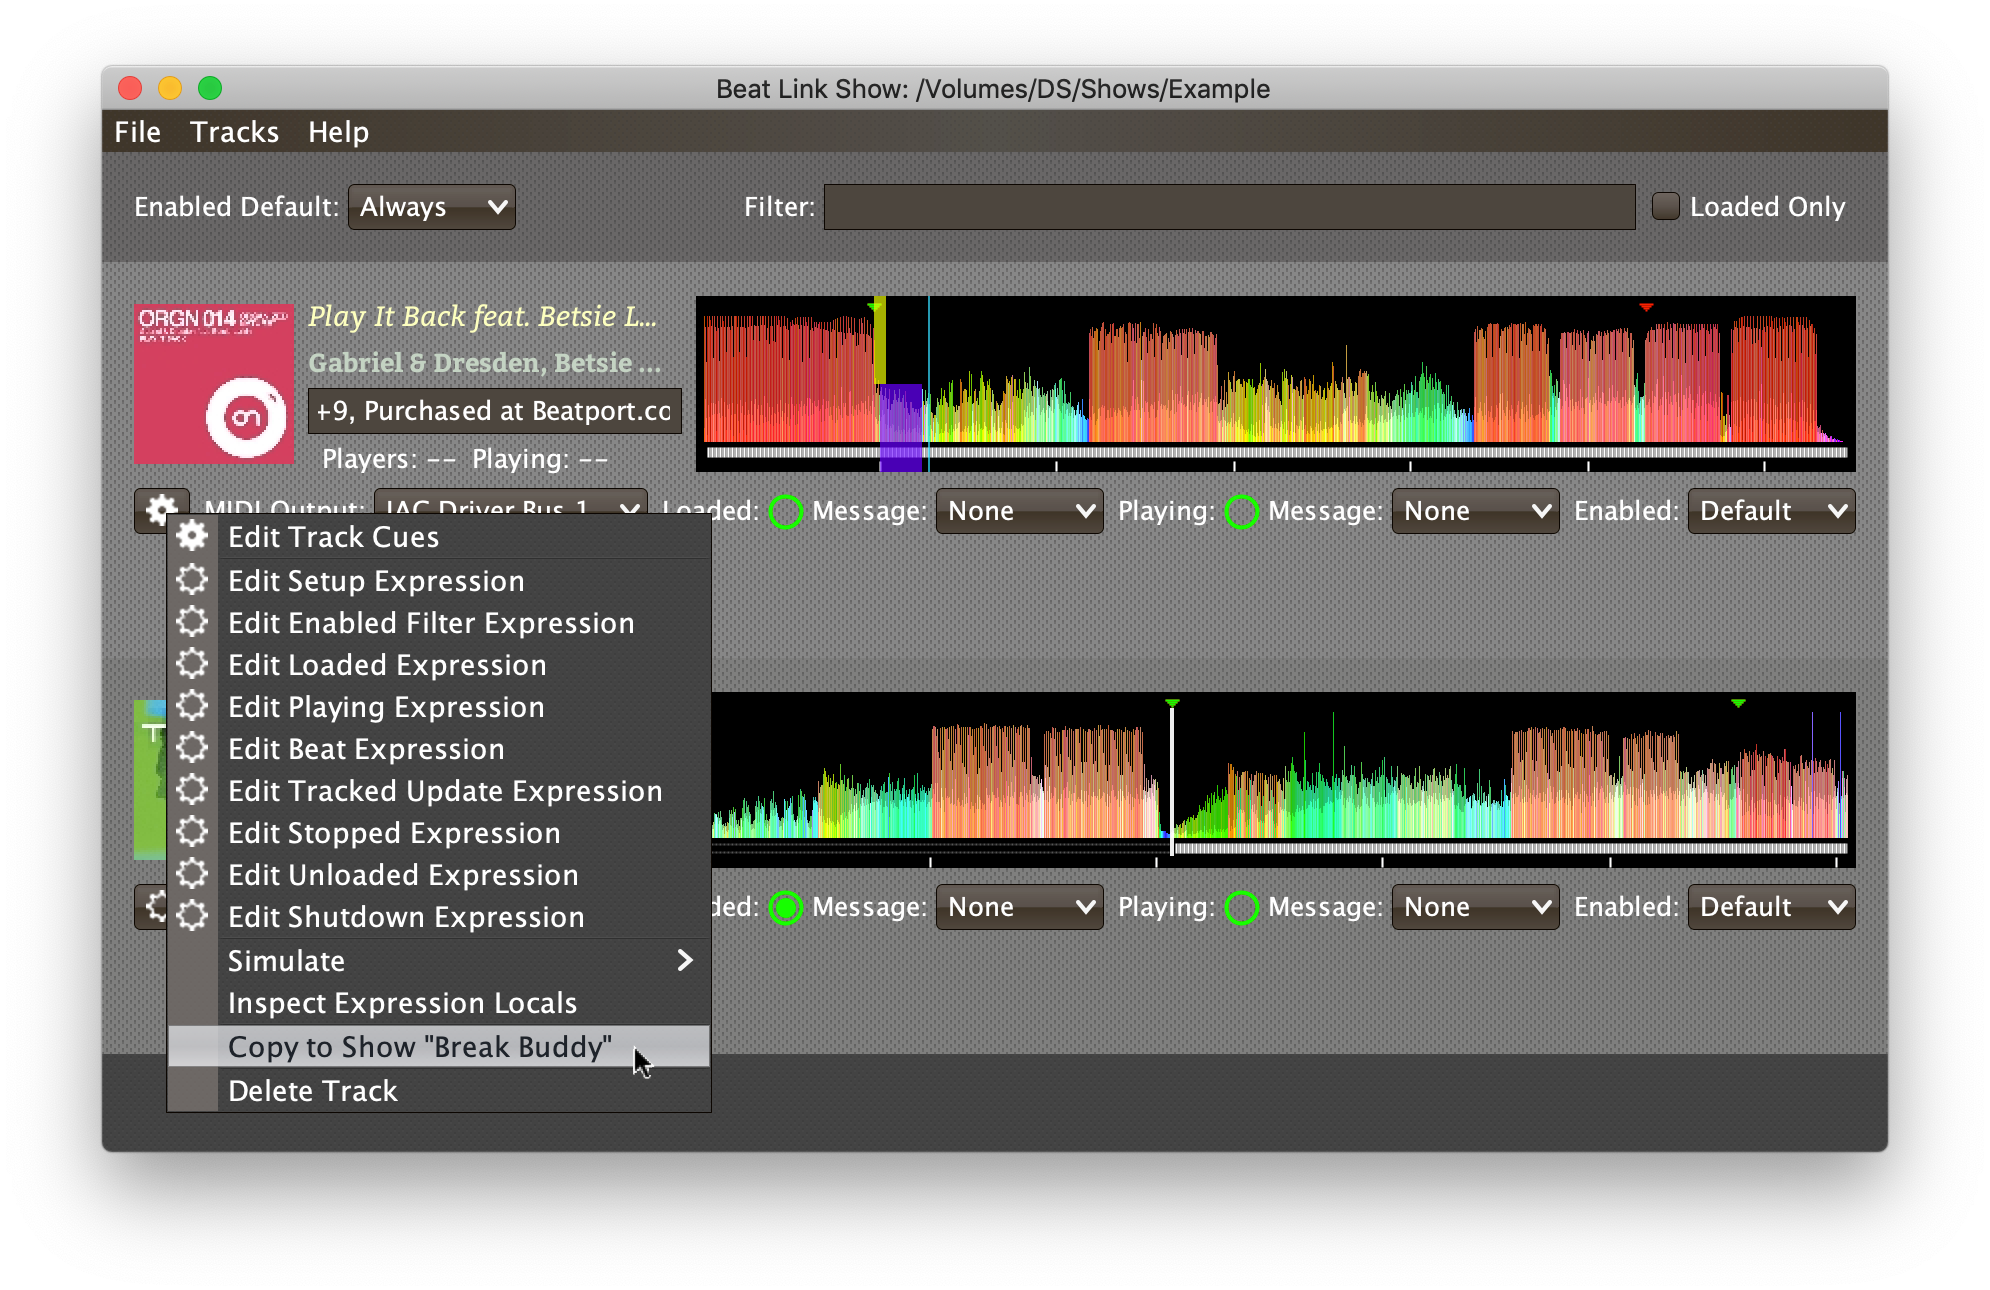 Beat Link Show: /Volumes/DS/Shows/Example
File Tracks Help
Enabled Default: Always Filter: Loaded Only
ORGN 014
Play It Back feat. Betsie L...
Gabriel & Dresden, Betsie ...
+9, Purchased at Beatport.co
Players: -- Playing: --
MIDI Output: IAC Driver Bus 1 Loaded: Message: None Playing: Message: None Enabled: Default
Edit Track Cues
Edit Setup Expression
Edit Enabled Filter Expression
Edit Loaded Expression
Edit Playing Expression
Edit Beat Expression
Edit Tracked Update Expression
Edit Stopped Expression
Edit Unloaded Expression
ded: Message: None Playing: Message: None Enabled: Default
Edit Shutdown Expression
Simulate
Inspect Expression Locals
Copy to Show "Break Buddy"
Delete Track